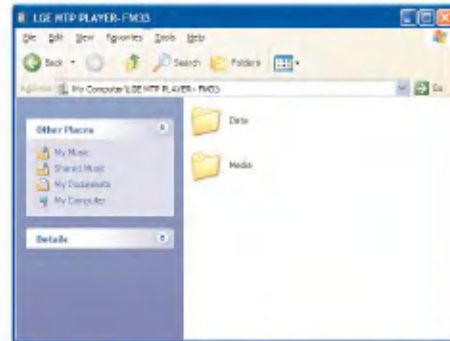 LGE MTP PLAYER- FM33
File Edit View Favorites Tools Help
Back Search Folders
Address My Computer\LGE MTP PLAYER- FM33 Go
Other Places
My Music
Shared Music
My Documents
My Computer
Details
Data
Media